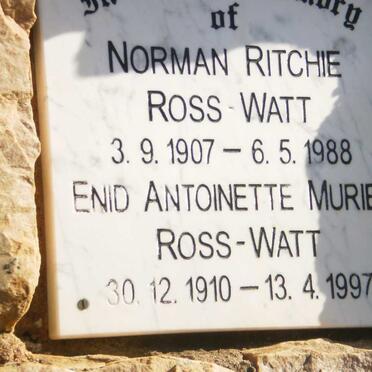 In
of
NORMAN RITCHIE
ROSS-WATT
3. 9. 1907 – 6. 5. 1988
ENID ANTOINETTE
ROSS-WATT
30. 12. 1910 – 13. 4. 1997